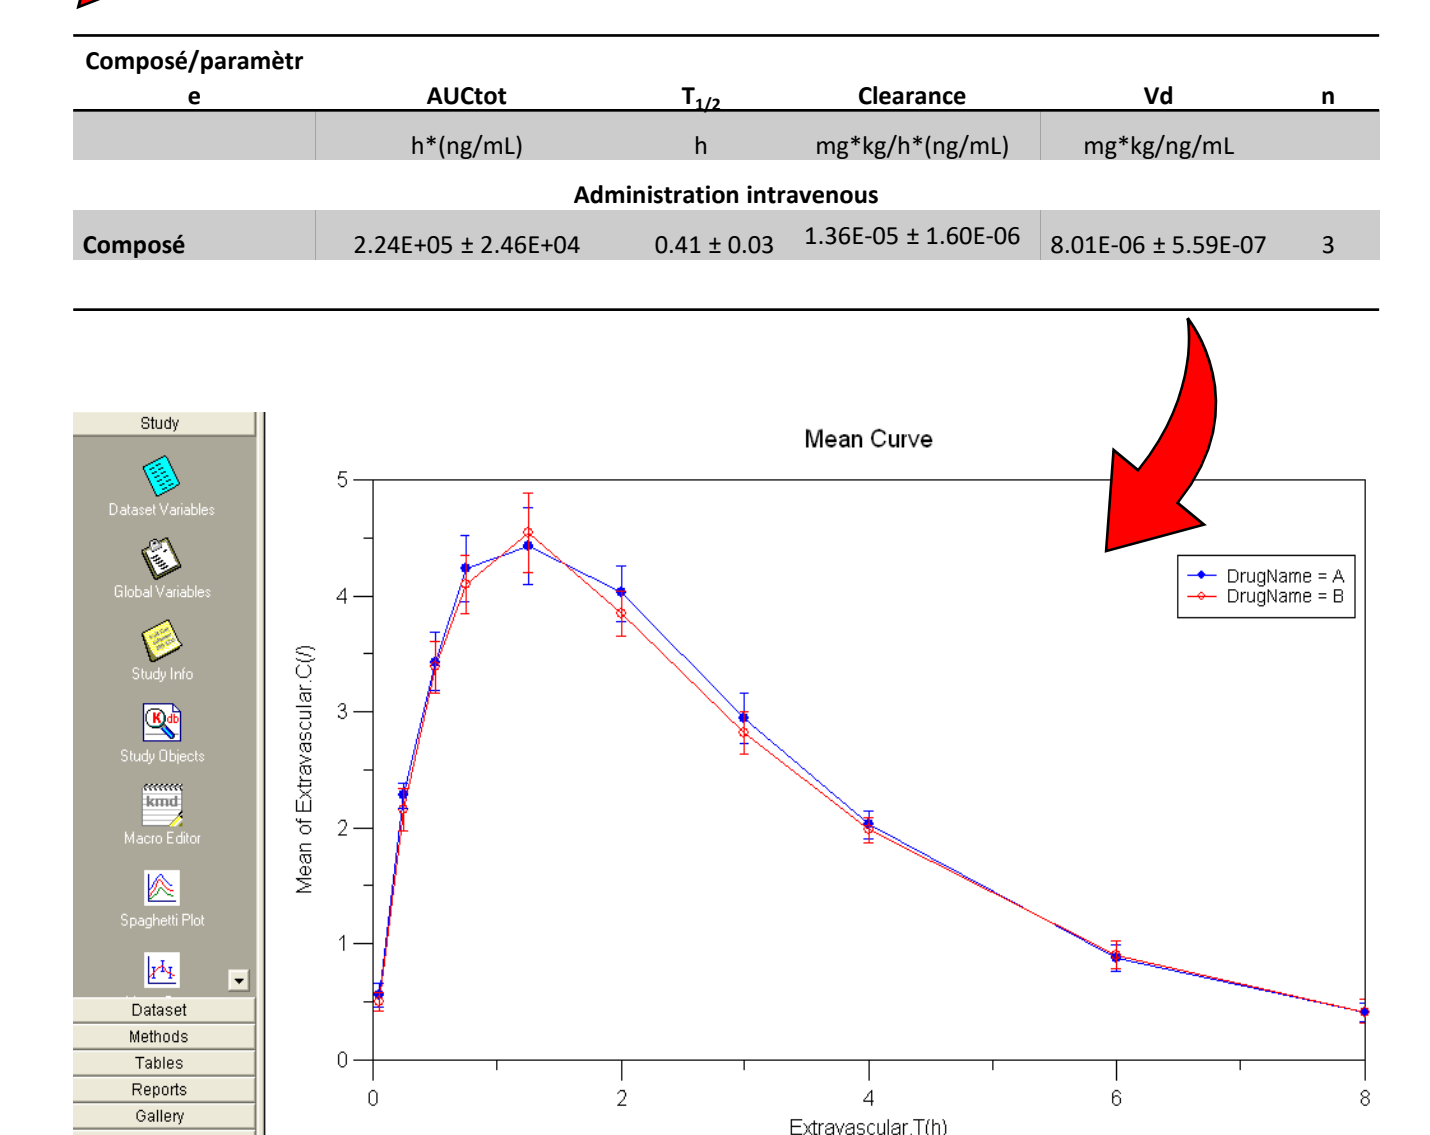 Composé/paramètr
e AUCtot T1/2 Clearance Vd n
h*(ng/mL) h mg*kg/h*(ng/mL) mg*kg/ng/mL
Administration intravenous
Composé 2.24E+05 ± 2.46E+04 0.41 ± 0.03 1.36E-05 ± 1.60E-06 8.01E-06 ± 5.59E-07 3
Study
Dataset Variables
Global Variables
Study Info
Kdb
Study Objects
kmd
Macro Editor
Spaghetti Plot
Dataset
Methods
Tables
Reports
Gallery
Mean Curve
DrugName = A
DrugName = B
Mean of Extravascular.C(/)
5
4
3
2
1
0
0 2 4 6 8
Extravascular.T(h)